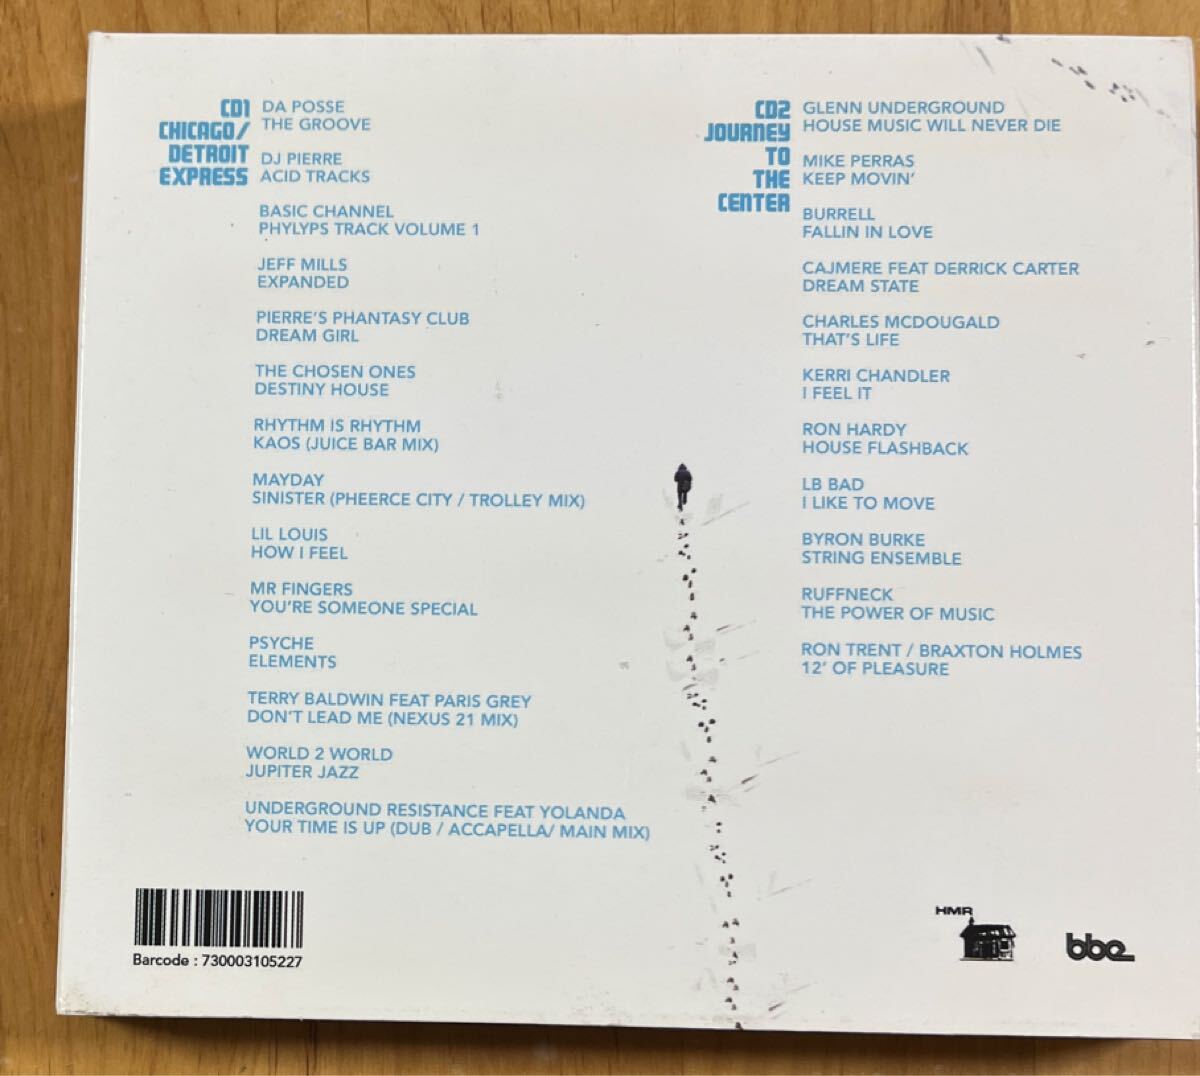 CD1
CHICAGO/
DETROIT
EXPRESS
DA POSSE
THE GROOVE
DJ PIERRE
ACID TRACKS
BASIC CHANNEL
PHYLYPS TRACK VOLUME 1
JEFF MILLS
EXPANDED
PIERRE'S PHANTASY CLUB
DREAM GIRL
THE CHOSEN ONES
DESTINY HOUSE
RHYTHM IS RHYTHM
KAOS (JUICE BAR MIX)
MAYDAY
SINISTER (PHEERCE CITY / TROLLEY MIX)
LIL LOUIS
HOW I FEEL
MR FINGERS
YOU'RE SOMEONE SPECIAL
PSYCHE
ELEMENTS
TERRY BALDWIN FEAT PARIS GREY
DON'T LEAD ME (NEXUS 21 MIX)
WORLD 2 WORLD
JUPITER JAZZ
UNDERGROUND RESISTANCE FEAT YOLANDA
YOUR TIME IS UP (DUB / ACCAPELLA/ MAIN MIX)
CD2
JOURNEY
TO
THE
CENTER
GLENN UNDERGROUND
HOUSE MUSIC WILL NEVER DIE
MIKE PERRAS
KEEP MOVIN'
BURRELL
FALLIN IN LOVE
CAJMERE FEAT DERRICK CARTER
DREAM STATE
CHARLES MCDOUGALD
THAT'S LIFE
KERRI CHANDLER
I FEEL IT
RON HARDY
HOUSE FLASHBACK
LB BAD
I LIKE TO MOVE
BYRON BURKE
STRING ENSEMBLE
RUFFNECK
THE POWER OF MUSIC
RON TRENT / BRAXTON HOLMES
12' OF PLEASURE
Barcode : 730003105227
HMR
bbe